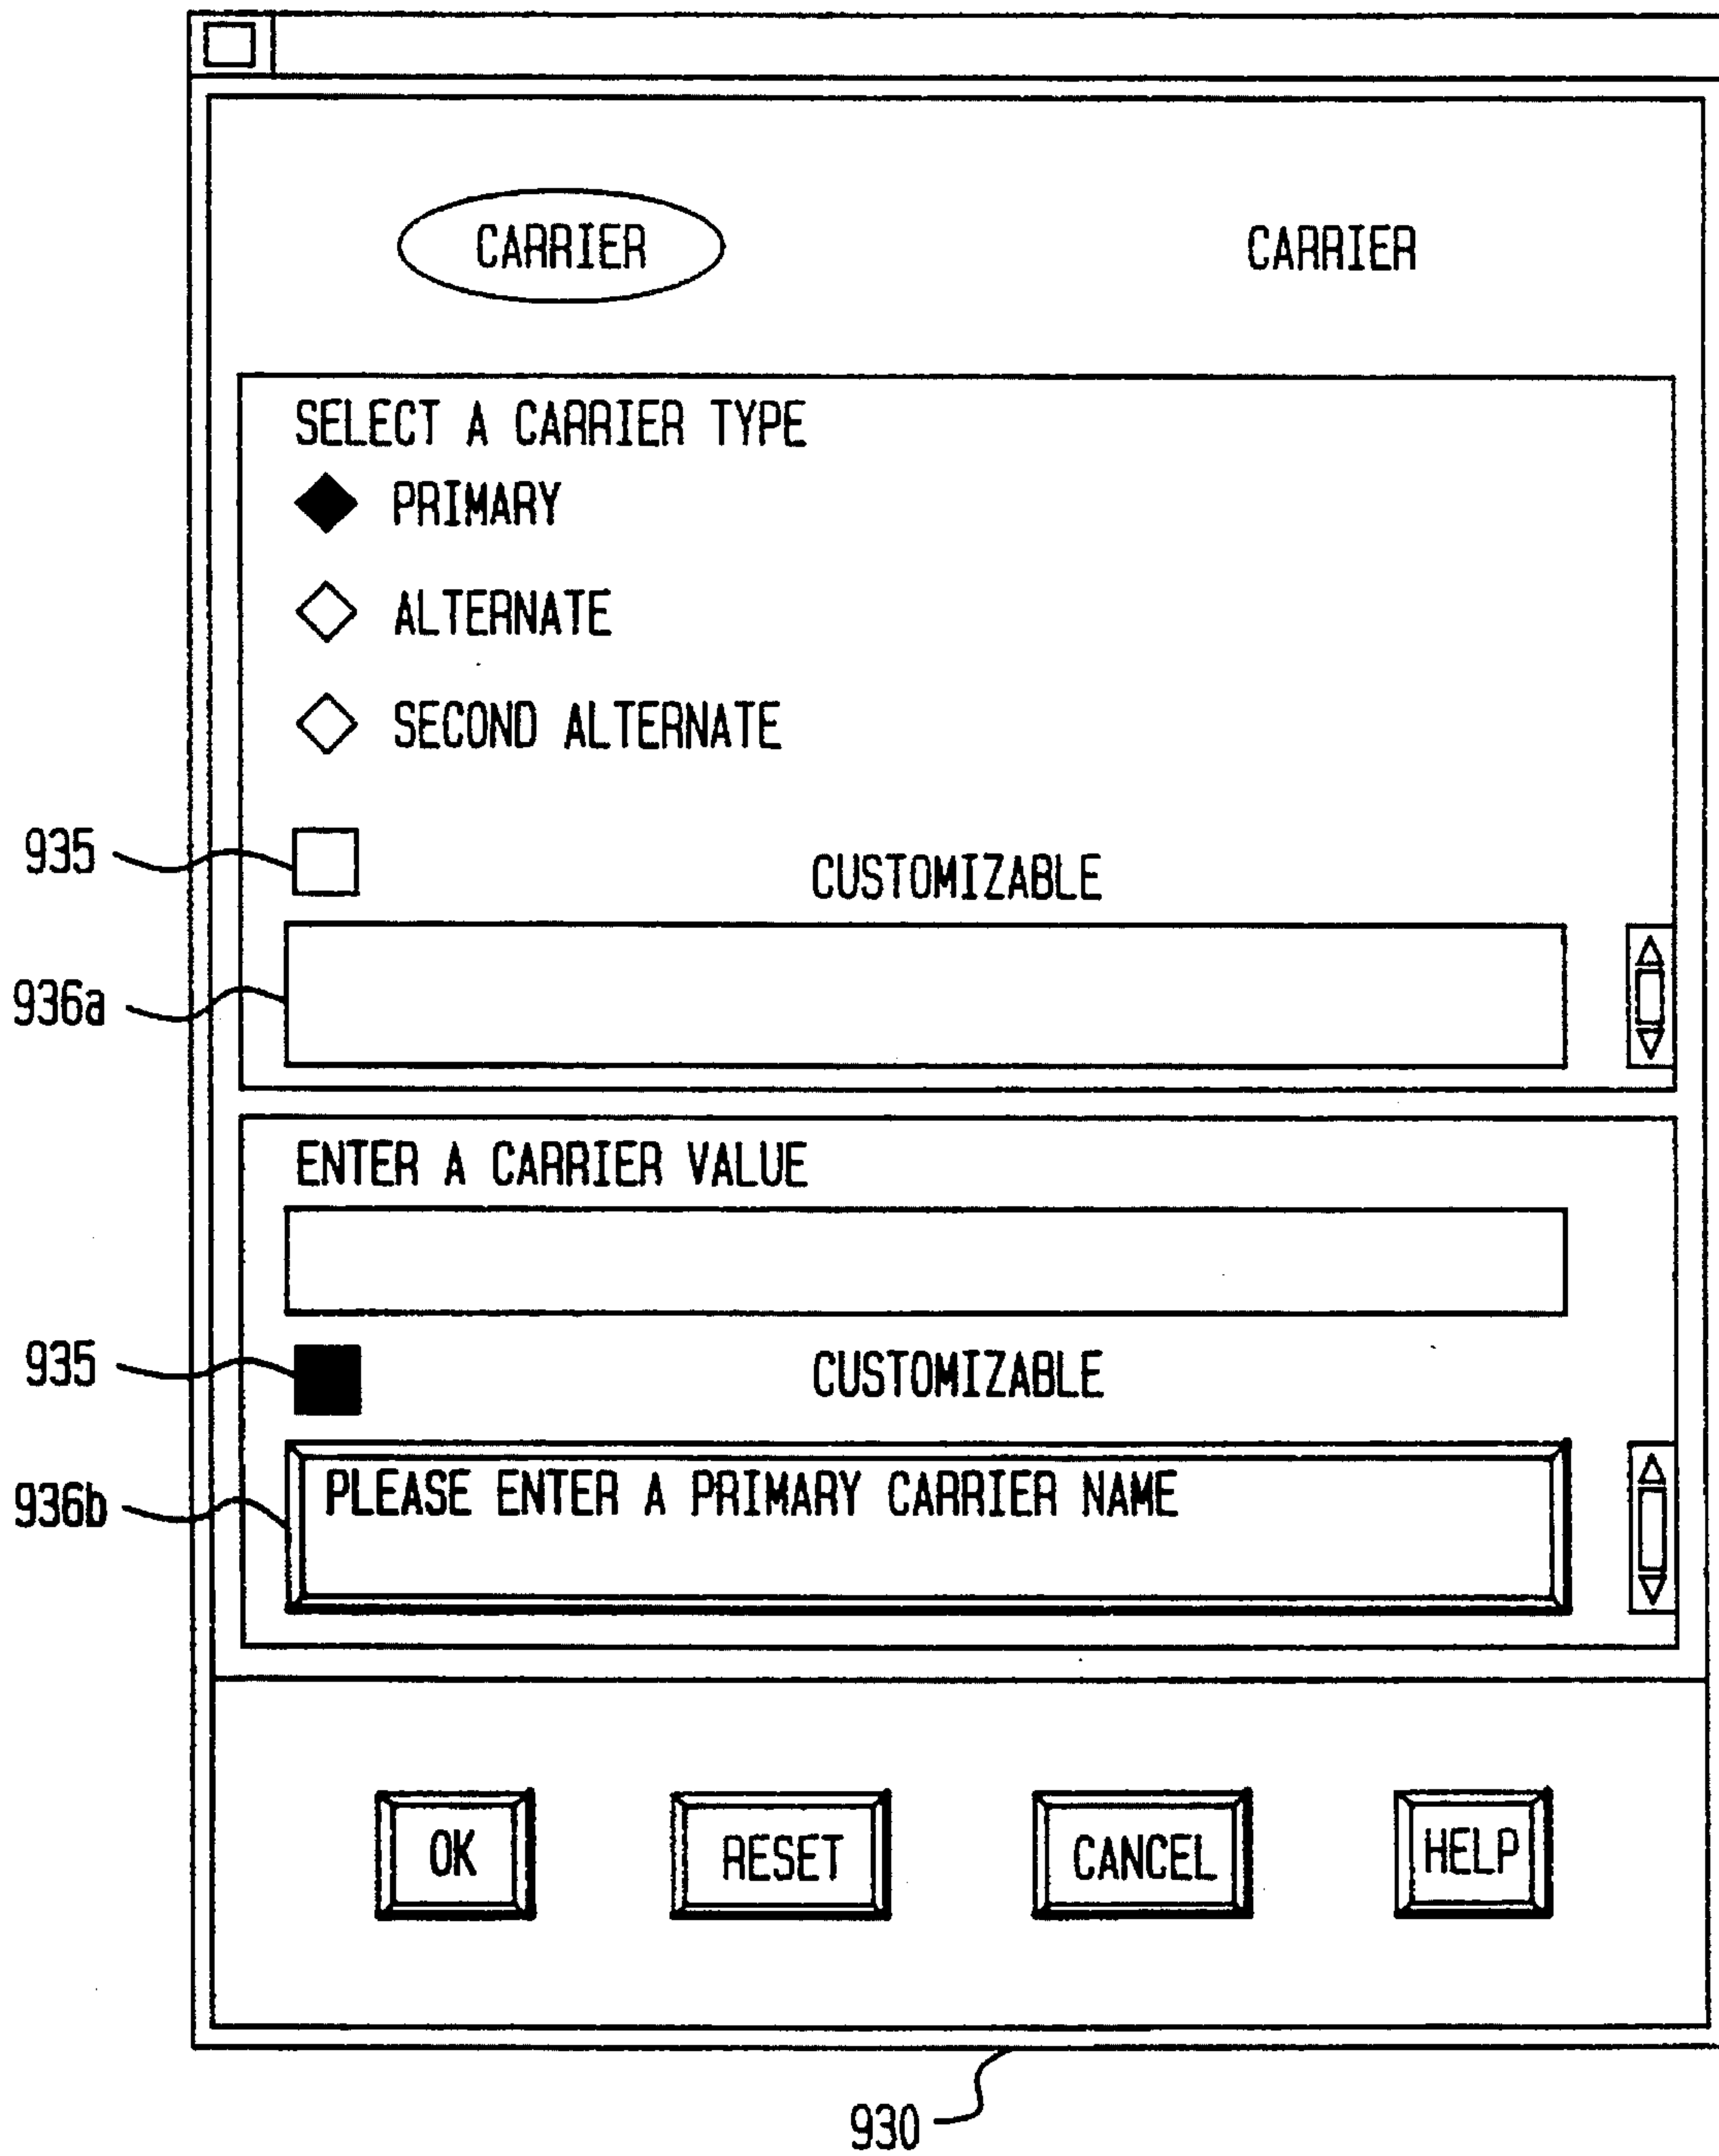 CARRIER CARRIER
SELECT A CARRIER TYPE
PRIMARY
ALTERNATE
SECOND ALTERNATE
935
CUSTOMIZABLE
936a
ENTER A CARRIER VALUE
935
CUSTOMIZABLE
936b
PLEASE ENTER A PRIMARY CARRIER NAME
OK RESET CANCEL HELP
930